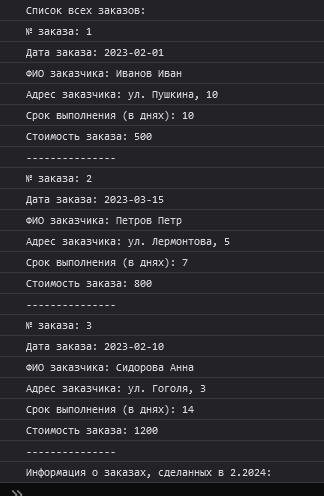 Список всех заказов:
№ заказа: 1
Дата заказа: 2023-02-01
ФИО заказчика: Иванов Иван
Адрес заказчика: ул. Пушкина, 10
Срок выполнения (в днях): 10
Стоимость заказа: 500
---------------
№ заказа: 2
Дата заказа: 2023-03-15
ФИО заказчика: Петров Петр
Адрес заказчика: ул. Лермонтова, 5
Срок выполнения (в днях): 7
Стоимость заказа: 800
---------------
№ заказа: 3
Дата заказа: 2023-02-10
ФИО заказчика: Сидорова Анна
Адрес заказчика: ул. Гоголя, 3
Срок выполнения (в днях): 14
Стоимость заказа: 1200
---------------
Информация о заказах, сделанных в 2.2024: